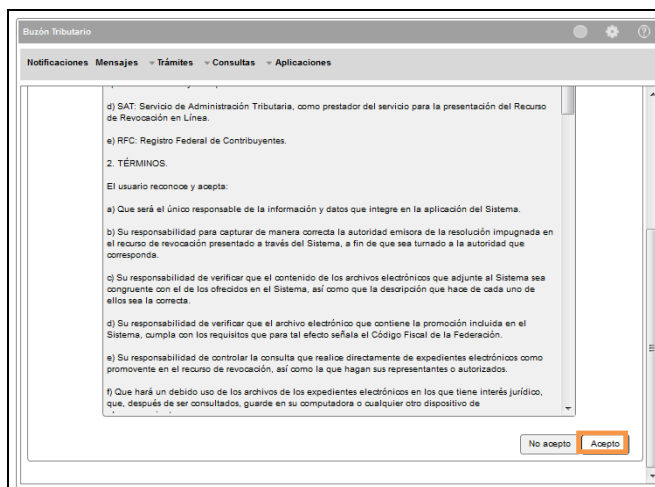 Buzón Tributario
Notificaciones Mensajes Trámites Consultas Aplicaciones
d) SAT: Servicio de Administración Tributaria, como prestador del servicio para la presentación del Recurso
de Revocación en Línea.
e) RFC: Registro Federal de Contribuyentes.
2. TÉRMINOS.
El usuario reconoce y acepta:
a) Que será el único responsable de la información y datos que integre en la aplicación del Sistema.
b) Su responsabilidad para capturar de manera correcta la autoridad emisora de la resolución impugnada en
el recurso de revocación presentado a través del Sistema, a fin de que sea turnado a la autoridad que
corresponda.
c) Su responsabilidad de verificar que el contenido de los archivos electrónicos que adjunte al Sistema sea
congruente con el de los ofrecidos en el Sistema, así como que la descripción que hace de cada uno de
ellos sea la correcta.
d) Su responsabilidad de verificar que el archivo electrónico que contiene la promoción incluida en el
Sistema, cumpla con los requisitos que para tal efecto señala el Código Fiscal de la Federación.
e) Su responsabilidad de controlar la consulta que realice directamente de expedientes electrónicos como
promovente en el recurso de revocación, así como la que hagan sus representantes o autorizados.
f) Que hará un debido uso de los archivos de los expedientes electrónicos en los que tiene interés jurídico,
que, después de ser consultados, guarde en su computadora o cualquier otro dispositivo de
No acepto Acepto